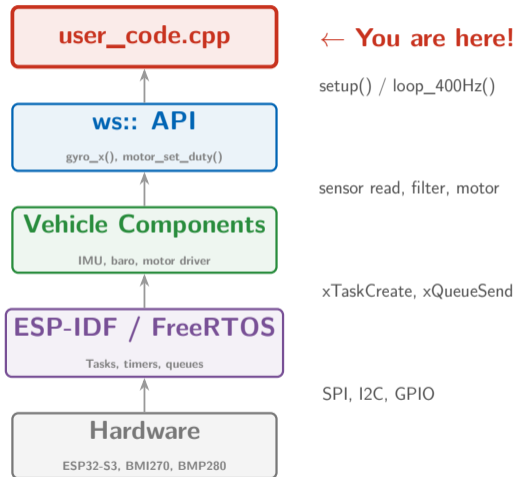 user_code.cpp
← You are here!
setup() / loop_400Hz()
ws:: API
gyro_x(), motor_set_duty()
sensor read, filter, motor
Vehicle Components
IMU, baro, motor driver
xTaskCreate, xQueueSend
ESP-IDF / FreeRTOS
Tasks, timers, queues
SPI, I2C, GPIO
Hardware
ESP32-S3, BMI270, BMP280